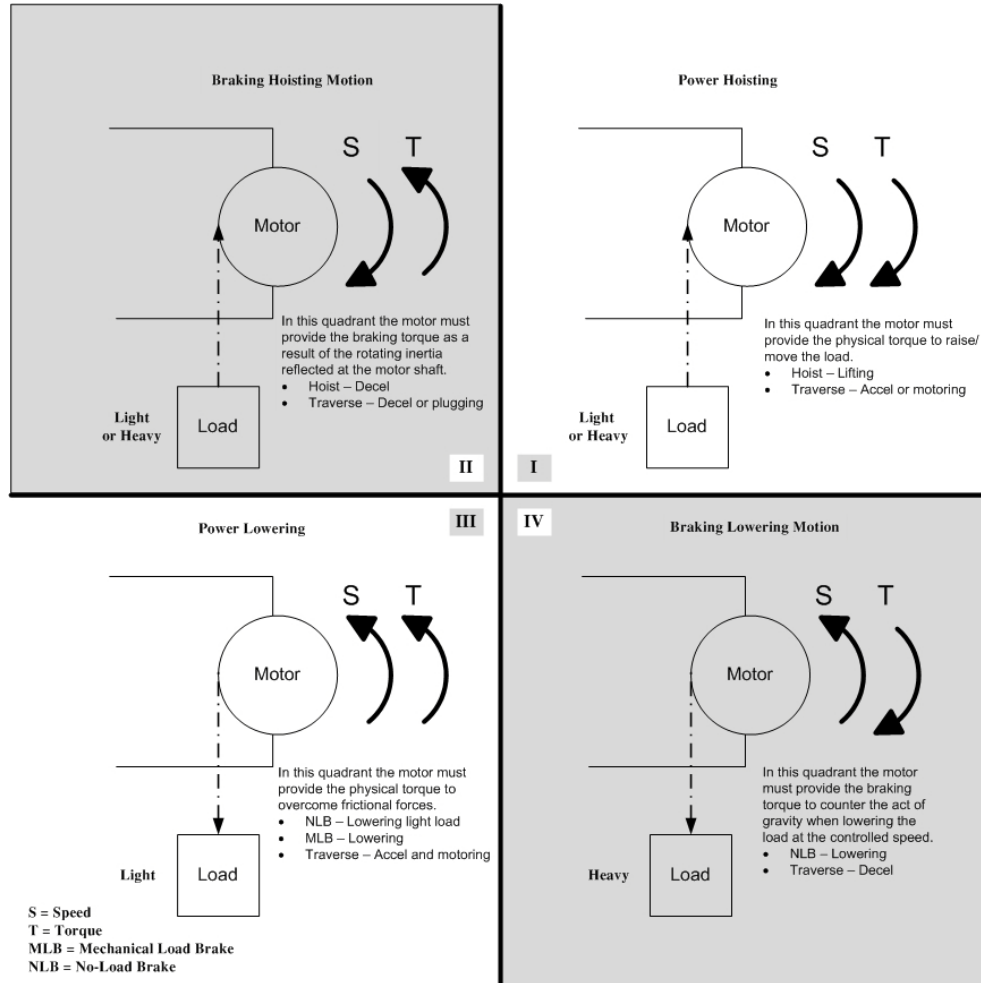 Braking Hoisting Motion
S T
Motor
In this quadrant the motor must
provide the braking torque as a
result of the rotating inertia
reflected at the motor shaft.
• Hoist – Decel
• Traverse – Decel or plugging
Light
or Heavy
Load
II
Power Hoisting
S T
Motor
In this quadrant the motor must
provide the physical torque to raise/
move the load.
• Hoist – Lifting
• Traverse – Accel or motoring
Light
or Heavy
Load
I
Power Lowering
III
S T
Motor
In this quadrant the motor must
provide the physical torque to
overcome frictional forces.
• NLB – Lowering light load
• MLB – Lowering
• Traverse – Accel and motoring
Light
Load
S = Speed
T = Torque
MLB = Mechanical Load Brake
NLB = No-Load Brake
IV
Braking Lowering Motion
S T
Motor
In this quadrant the motor
must provide the braking
torque to counter the act of
gravity when lowering the
load at the controlled speed.
• NLB – Lowering
• Traverse – Decel
Heavy
Load